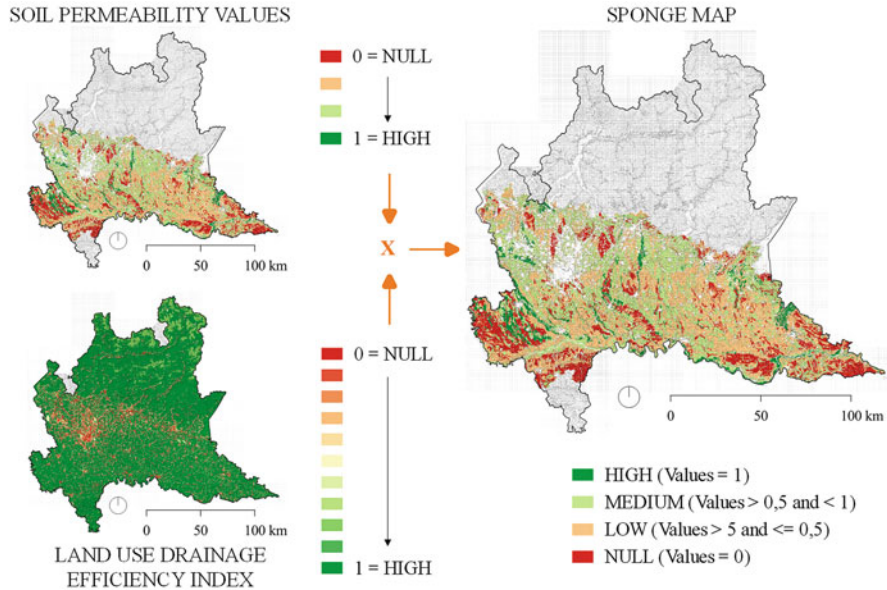 SOIL PERMEABILITY VALUES
0 = NULL
1 = HIGH
0 50 100 km
X
SPONGE MAP
0 50 100 km
0 = NULL
1 = HIGH
0 50 100 km
LAND USE DRAINAGE
EFFICIENCY INDEX
HIGH (Values = 1)
MEDIUM (Values > 0,5 and < 1)
LOW (Values > 5 and <= 0,5)
NULL (Values = 0)